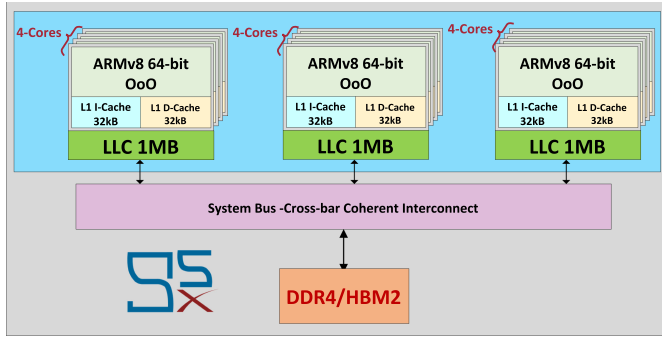 4-Cores
ARMv8 64-bit
OoO
L1 I-Cache
32kB
L1 D-Cache
32kB
LLC 1MB
4-Cores
ARMv8 64-bit
OoO
L1 I-Cache
32kB
L1 D-Cache
32kB
LLC 1MB
4-Cores
ARMv8 64-bit
OoO
L1 I-Cache
32kB
L1 D-Cache
32kB
LLC 1MB
System Bus -Cross-bar Coherent Interconnect
DDR4/HBM2
g5
X